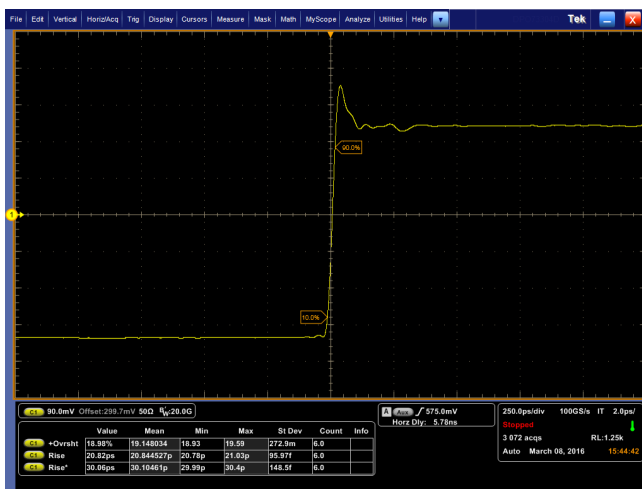 File Edit Vertical Horiz/Acq Trig Display Cursors Measure Mask Math MyScope Analyze Utilities Help Tek X
90.0%
1
10.0%
C1 90.0mV Offset:299.7mV 50Ω BW:20.0G
A Aux 575.0mV
Horz Dly: 5.78ns
250.0ps/div 100GS/s IT 2.0ps/
Stopped
3 072 acqs RL:1.25k
Auto March 08, 2016 15:44:42
Value Mean Min Max St Dev Count Info
C1 +Ovrsht 18.98% 19.148034 18.93 19.59 272.9m 6.0
C1 Rise 20.82ps 20.844527p 20.78p 21.03p 95.97f 6.0
C1 Rise* 30.06ps 30.10461p 29.99p 30.4p 148.5f 6.0